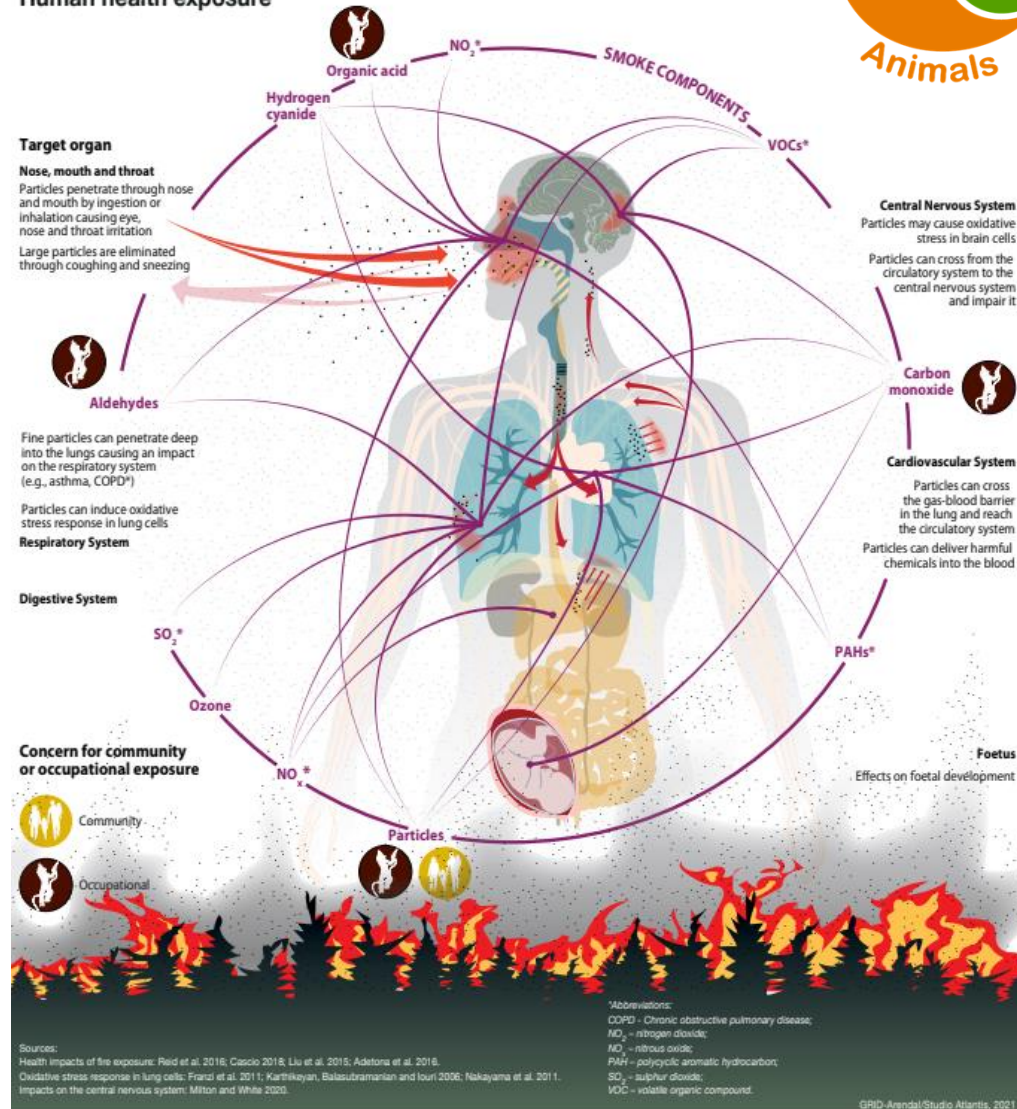 Human health exposure
Animals
SMOKE COMPONENTS
NO2*
Organic acid
Hydrogen
cyanide
VOCs*
Target organ
Nose, mouth and throat
Particles penetrate through nose
and mouth by ingestion or
inhalation causing eye,
nose and throat irritation
Large particles are eliminated
through coughing and sneezing
Central Nervous System
Particles may cause oxidative
stress in brain cells
Particles can cross from the
circulatory system to the
central nervous system
and impair it
Aldehydes
Carbon
monoxide
Fine particles can penetrate deep
into the lungs causing an impact
on the respiratory system
(e.g., asthma, COPD*)
Particles can induce oxidative
stress response in lung cells
Respiratory System
Cardiovascular System
Particles can cross
the gas-blood barrier
in the lung and reach
the circulatory system
Particles can deliver harmful
chemicals into the blood
Digestive System
SO2*
PAHs*
Ozone
NOx*
Particles
Foetus
Effects on foetal development
Concern for community
or occupational exposure
Community
Occupational
*Abbreviations:
COPD - Chronic obstructive pulmonary disease;
NO2 – nitrogen dioxide;
NOx – nitrous oxide;
PAH – polycyclic aromatic hydrocarbon;
SO2 – sulphur dioxide;
VOC – volatile organic compound.
Sources:
Health impacts of fire exposure: Reid et al. 2016; Cascio 2018; Liu et al. 2015; Adetona et al. 2016.
Oxidative stress response in lung cells: Franzi et al. 2011; Karthikeyan, Balasubramanian and Iouri 2006; Nakayama et al. 2011.
Impacts on the central nervous system: Milton and White 2020.
GRID-Arendal/Studio Atlantis, 2021